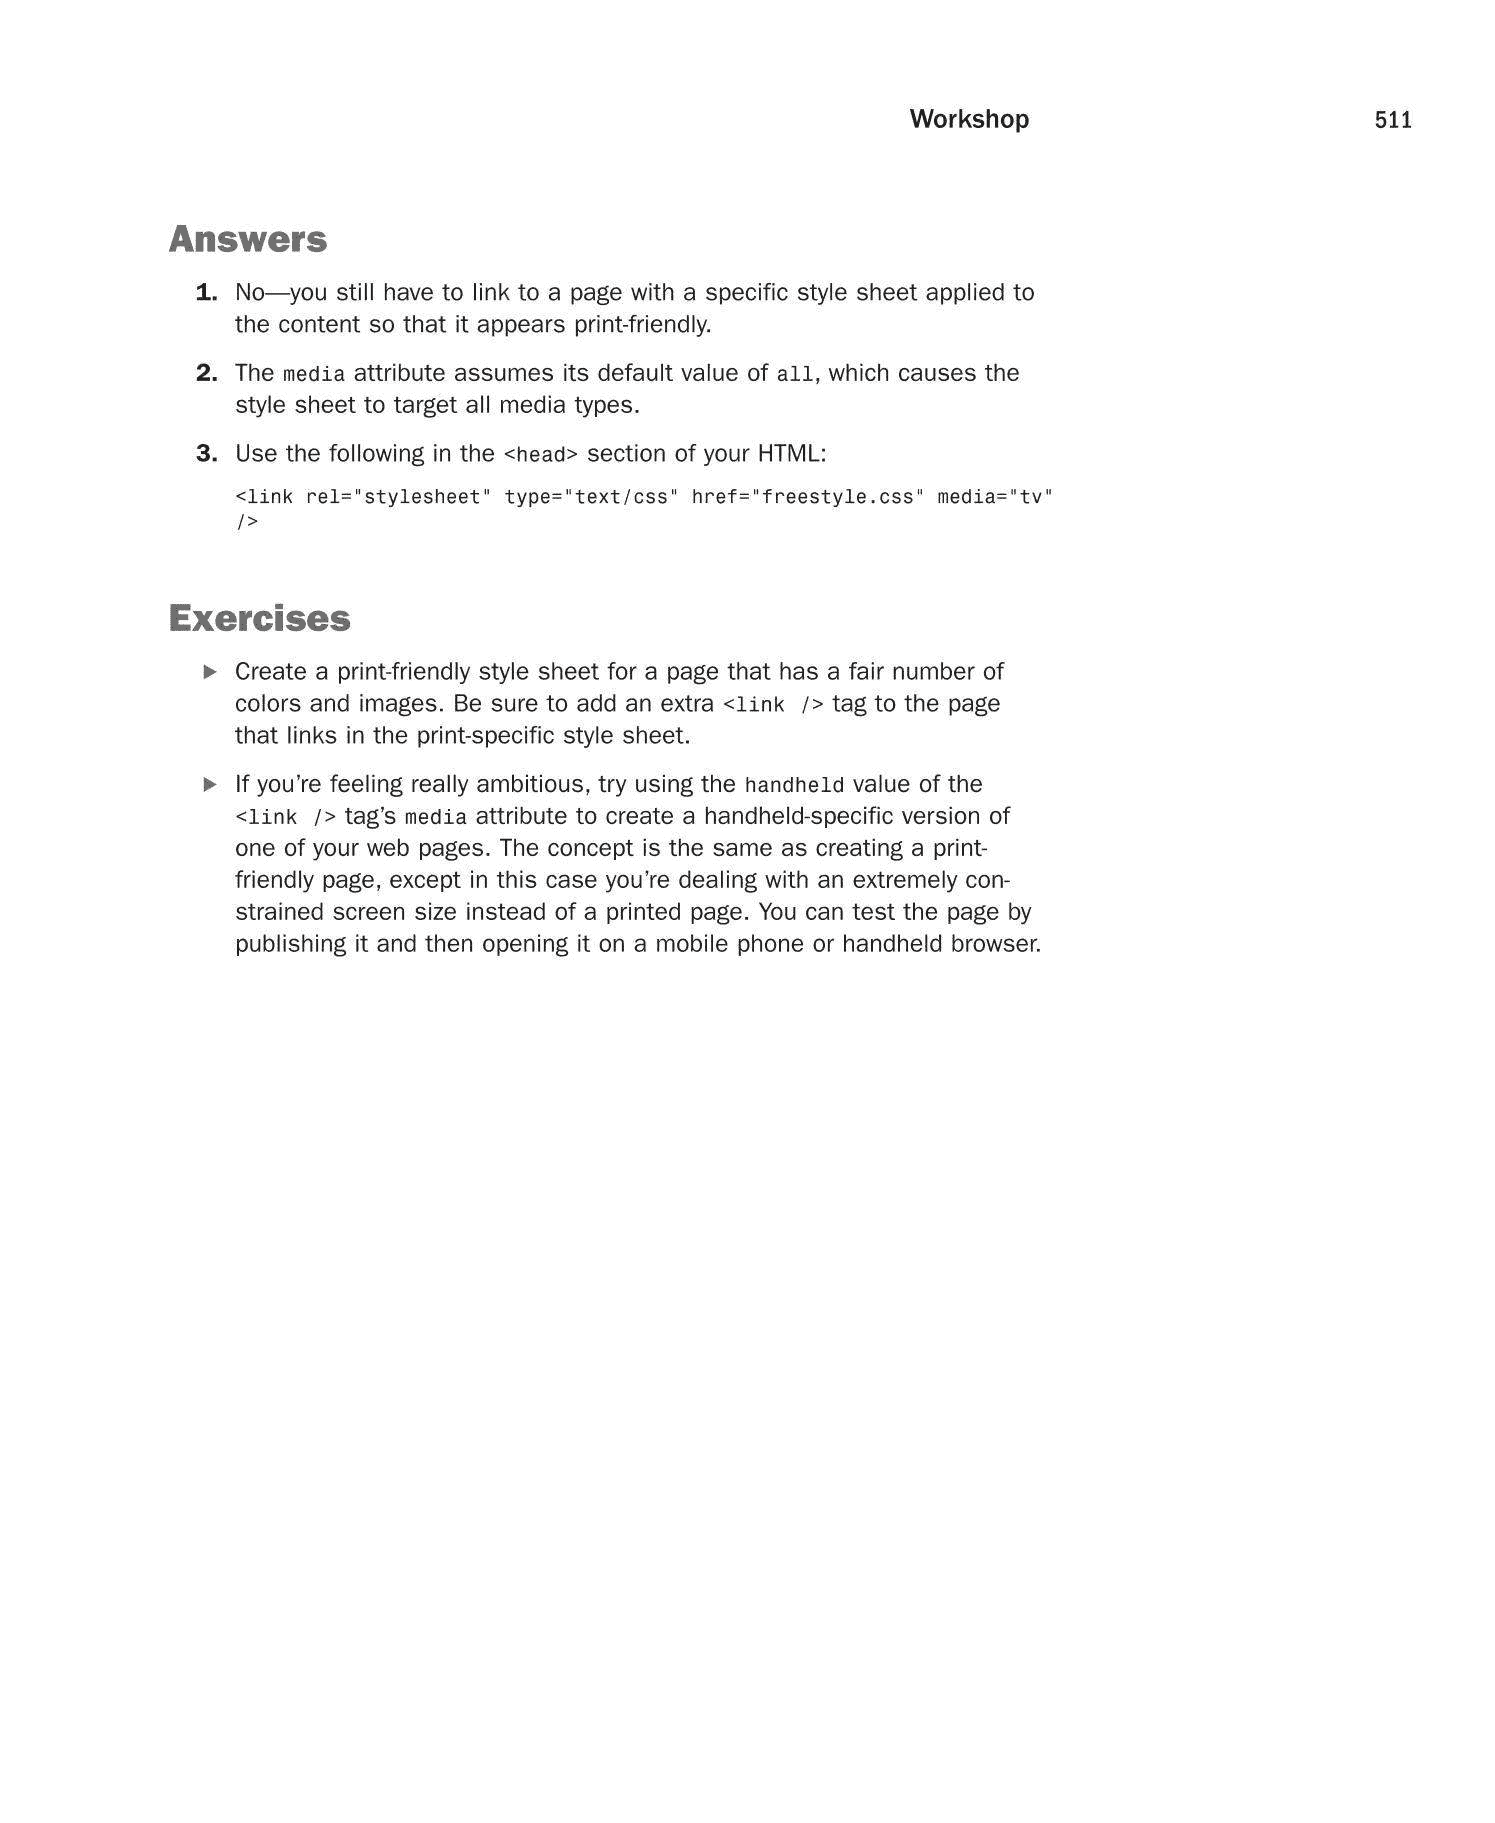 Workshop 511
Answers
1. No—you still have to link to a page with a specific style sheet applied to
the content so that it appears print-friendly.
2. The media attribute assumes its default value of all, which causes the
style sheet to target all media types.
3. Use the following in the <head> section of your HTML:
<link rel="stylesheet" type="text/css" href="freestyle.css" media="tv"
/>
Exercises
▶ Create a print-friendly style sheet for a page that has a fair number of
colors and images. Be sure to add an extra <link /> tag to the page
that links in the print-specific style sheet.
▶ If you’re feeling really ambitious, try using the handheld value of the
<link /> tag’s media attribute to create a handheld-specific version of
one of your web pages. The concept is the same as creating a print-
friendly page, except in this case you’re dealing with an extremely con-
strained screen size instead of a printed page. You can test the page by
publishing it and then opening it on a mobile phone or handheld browser.